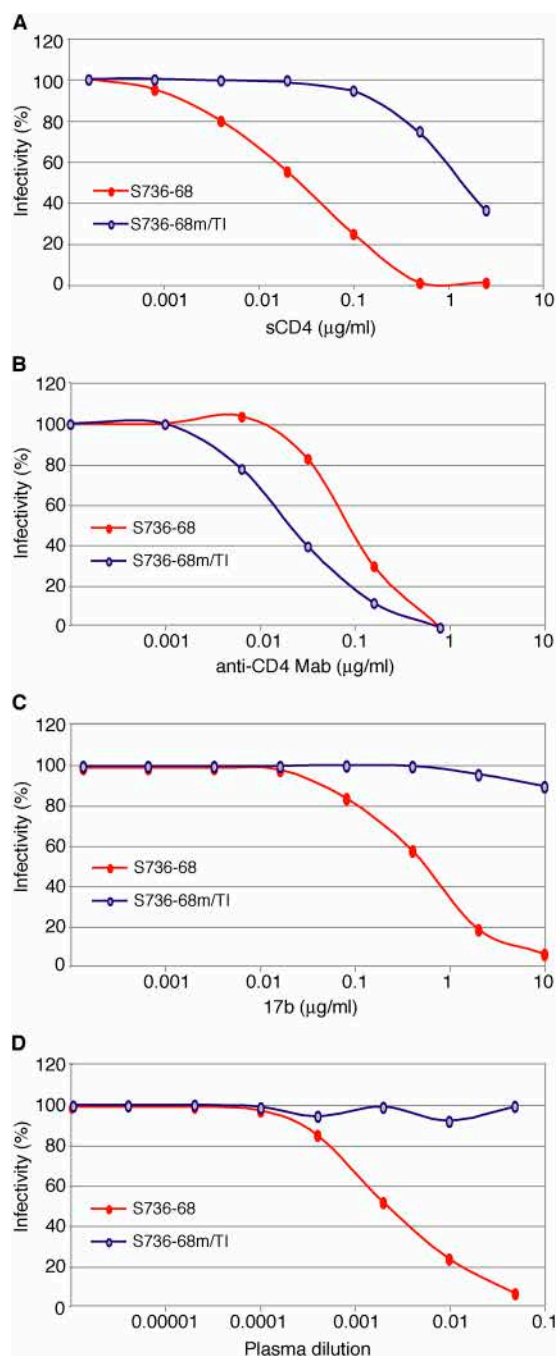 A
120
100
80
60
40
20
0
Infectivity (%)
S736-68
S736-68m/TI
0.001 0.01 0.1 1 10
sCD4 (µg/ml)
B
120
100
80
60
40
20
0
Infectivity (%)
S736-68
S736-68m/TI
0.001 0.01 0.1 1 10
anti-CD4 Mab (µg/ml)
C
120
100
80
60
40
20
0
Infectivity (%)
S736-68
S736-68m/TI
0.001 0.01 0.1 1 10
17b (µg/ml)
D
120
100
80
60
40
20
0
Infectivity (%)
S736-68
S736-68m/TI
0.00001 0.0001 0.001 0.01 0.1
Plasma dilution